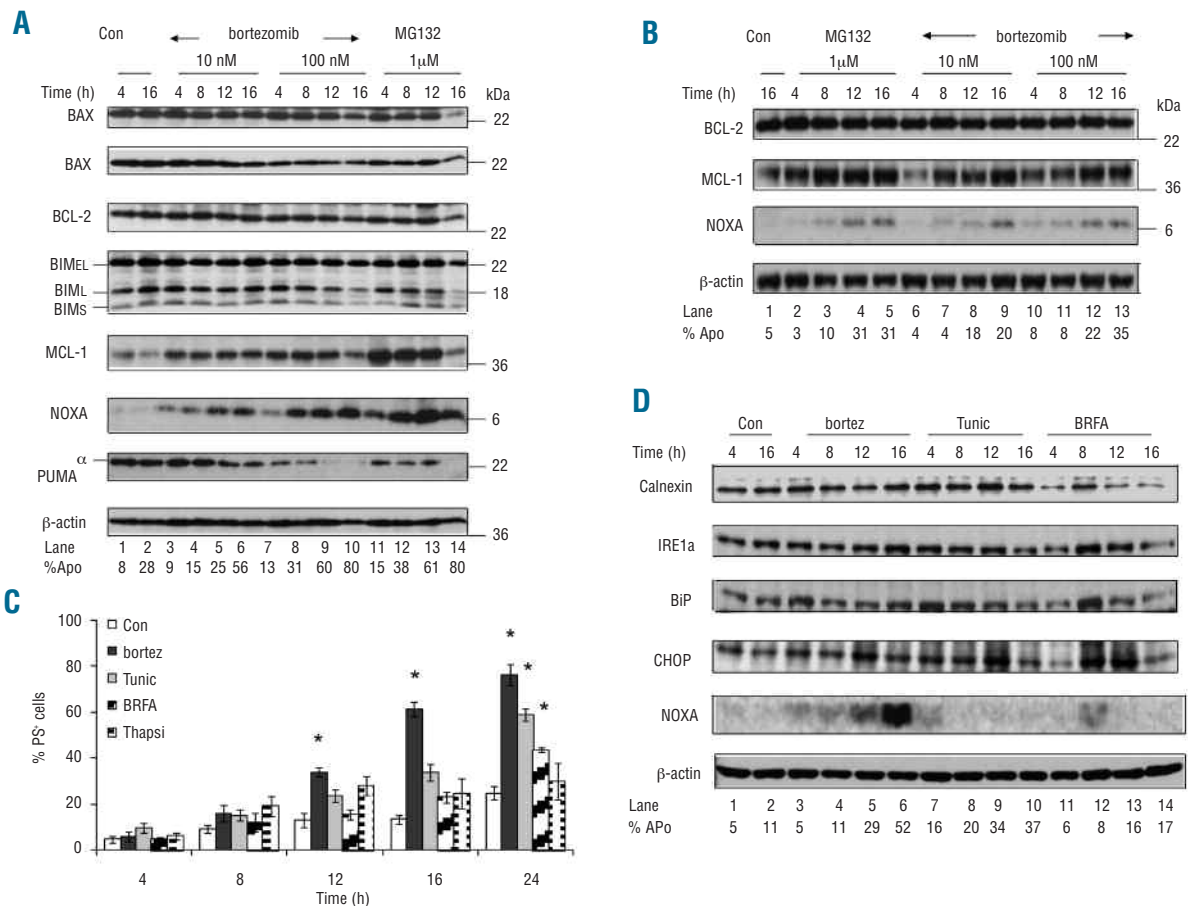 A
Con bortezomib MG132
10 nM 100 nM 1μM
Time (h) 4 16 4 8 12 16 4 8 12 16 4 8 12 16 kDa
BAX 22
BAX 22
BCL-2 22
BIMEL 22
BIML 18
BIMS
MCL-1 36
NOXA 6
α
PUMA 22
β-actin 36
Lane 1 2 3 4 5 6 7 8 9 10 11 12 13 14
%Apo 8 28 9 15 25 56 13 31 60 80 15 38 61 80
B
Con MG132 bortezomib
1μM 10 nM 100 nM
Time (h) 16 4 8 12 16 4 8 12 16 4 8 12 16 kDa
BCL-2 22
MCL-1 36
NOXA 6
β-actin
Lane 1 2 3 4 5 6 7 8 9 10 11 12 13
% Apo 5 3 10 31 31 4 4 18 20 8 8 22 35
C
100
80
60
40
20
0
% PS+ cells
Con
bortez
Tunic
BRFA
Thapsi
* * * * *
4 8 12 16 24
Time (h)
D
Con bortez Tunic BRFA
Time (h) 4 16 4 8 12 16 4 8 12 16 4 8 12 16
Calnexin
IRE1a
BiP
CHOP
NOXA
β-actin
Lane 1 2 3 4 5 6 7 8 9 10 11 12 13 14
% APo 5 11 5 11 29 52 16 20 34 37 6 8 16 17